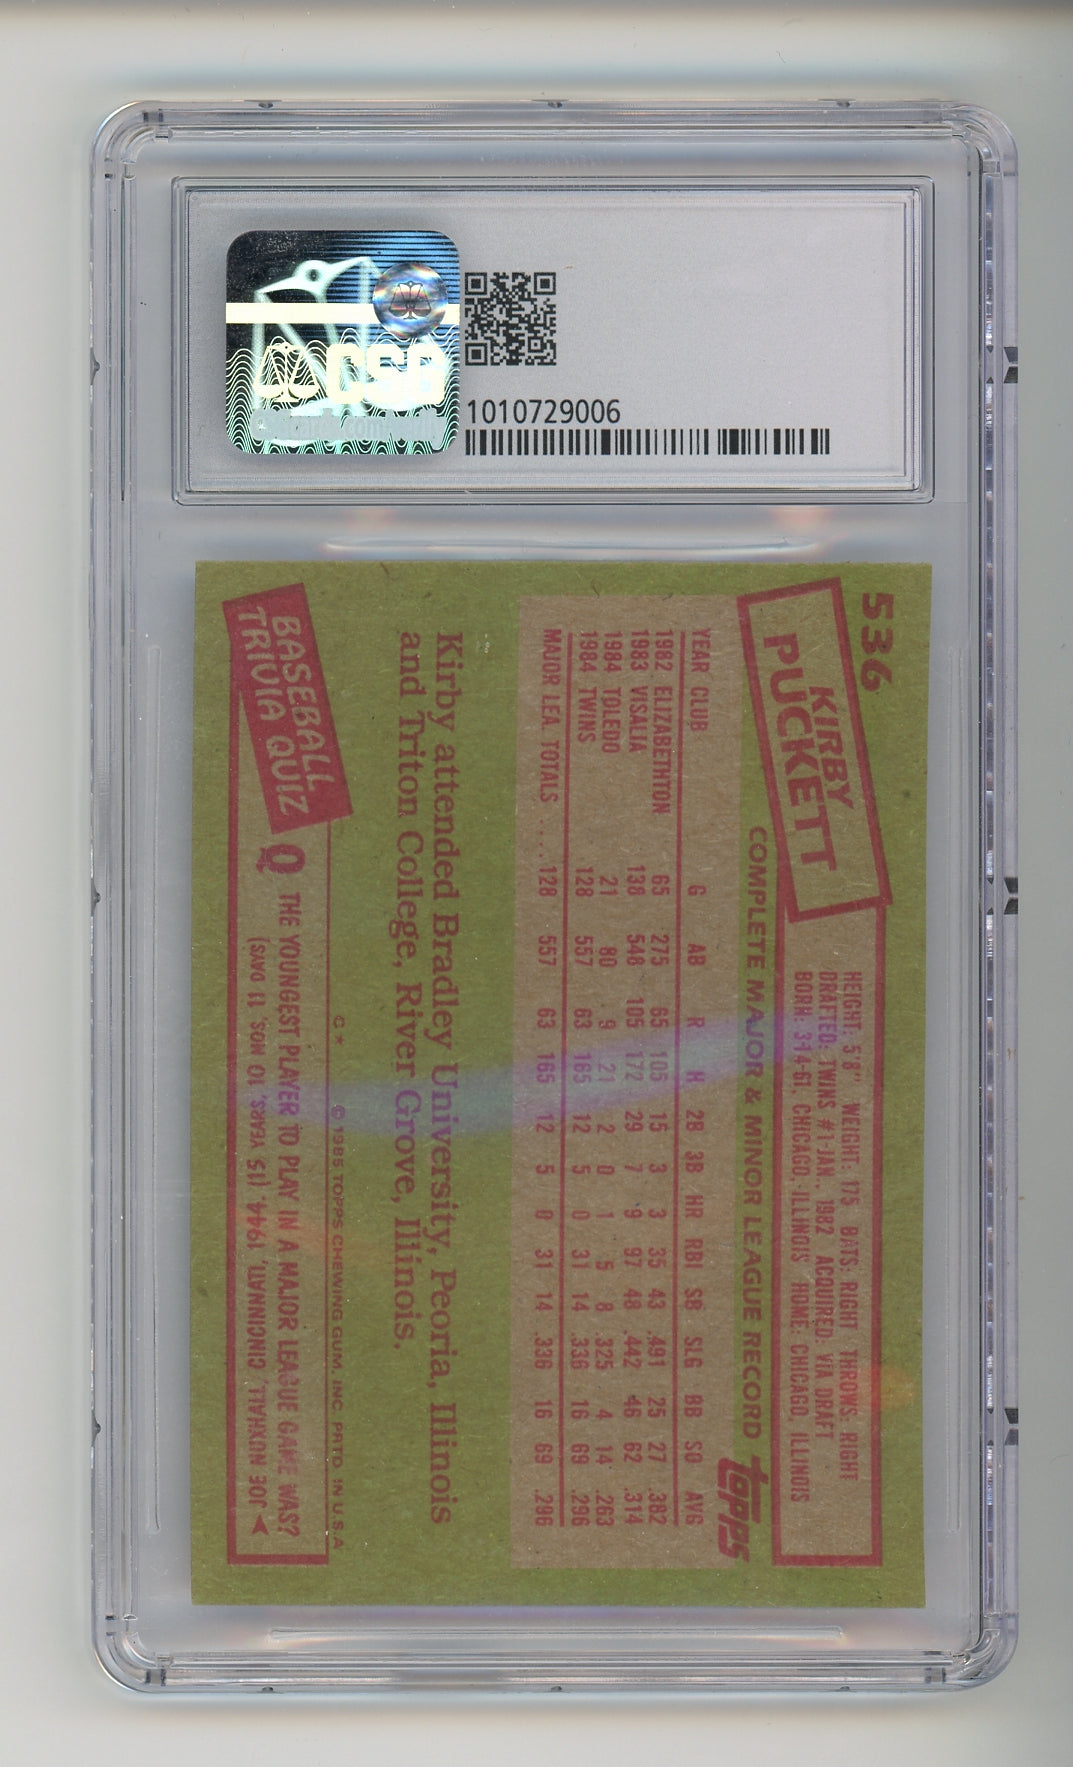 CSG
1010729006
536
KIRBY
PUCKETT
HEIGHT: 5'8" WEIGHT: 175 BATS: RIGHT THROWS: RIGHT
DRAFTED: TWINS #1-JAN., 1982 ACQUIRED: VIA DRAFT
BORN: 3-14-61, CHICAGO, ILLINOIS HOME: CHICAGO, ILLINOIS
COMPLETE MAJOR & MINOR LEAGUE RECORD topps
YEAR CLUB G AB R H 2B 3B HR RBI SB SLG BB SO AVG
1982 ELIZABETHTON 65 275 65 105 15 3 3 35 43 .491 25 27 .382
1983 VISALIA 138 548 105 172 29 7 9 97 48 .442 46 62 .314
1984 TOLEDO 21 80 9 21 2 0 1 5 8 .325 4 14 .263
1984 TWINS 128 557 63 165 12 5 0 31 14 .336 16 69 .296
MAJOR LEA. TOTALS .... 128 557 63 165 12 5 0 31 14 .336 16 69 .296
Kirby attended Bradley University, Peoria, Illinois
and Triton College, River Grove, Illinois.
C* © 1985 TOPPS CHEWING GUM, INC. PRTD. IN U.S.A.
BASEBALL
TRIVIA QUIZ
Q THE YOUNGEST PLAYER TO PLAY IN A MAJOR LEAGUE GAME WAS?
JOE NUXHALL, CINCINNATI, 1944. (15 YEARS, 10 MOS. 11 DAYS)